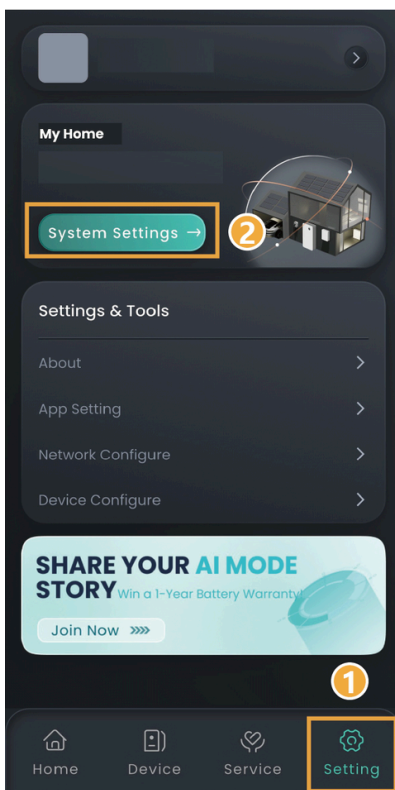 My Home
System Settings →
2
Settings & Tools
About
App Setting
Network Configure
Device Configure
SHARE YOUR AI MODE
STORY Win a 1-Year Battery Warranty!
Join Now »»
1
Home Device Service Setting